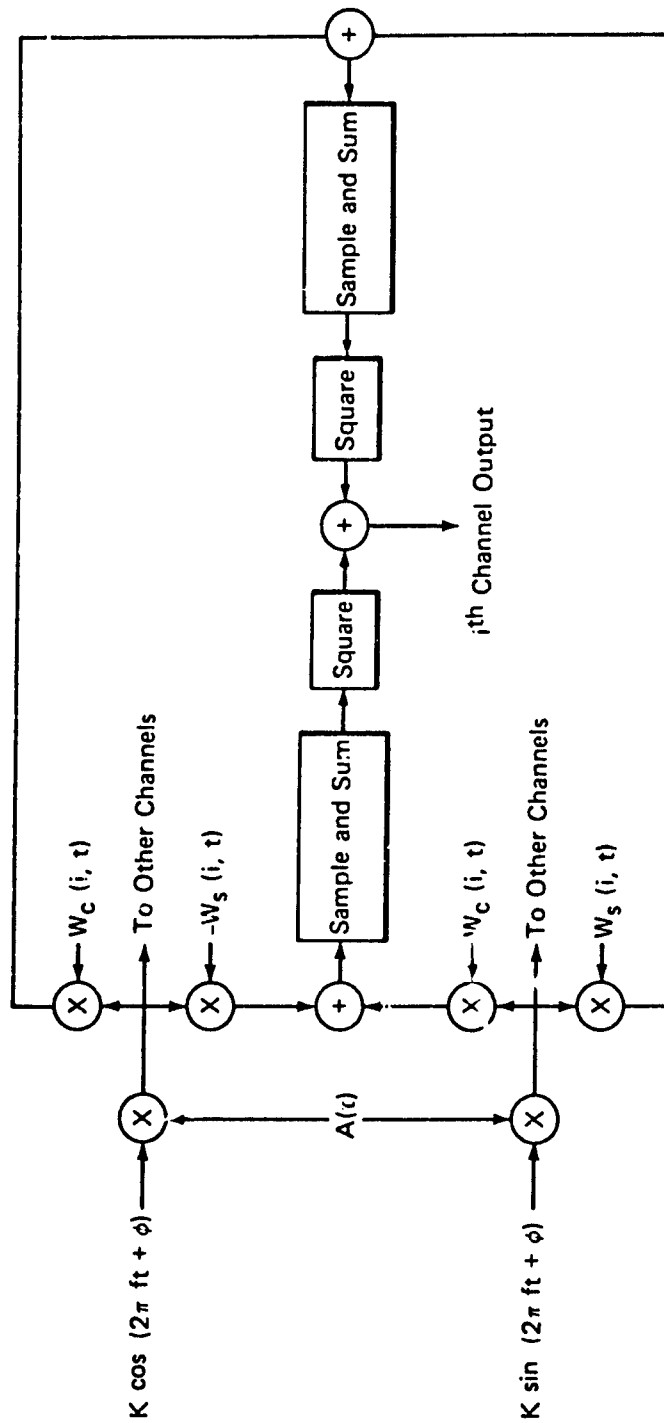 K cos (2π ft + φ)
X
W_C (i, t)
X
To Other Channels
-W_S (i, t)
X
A(t)
+
Sample and Sum
Square
+
Square
Sample and Sum
+
i^th Channel Output
W_C (i, t)
X
To Other Channels
W_S (i, t)
X
K sin (2π ft + φ)
X